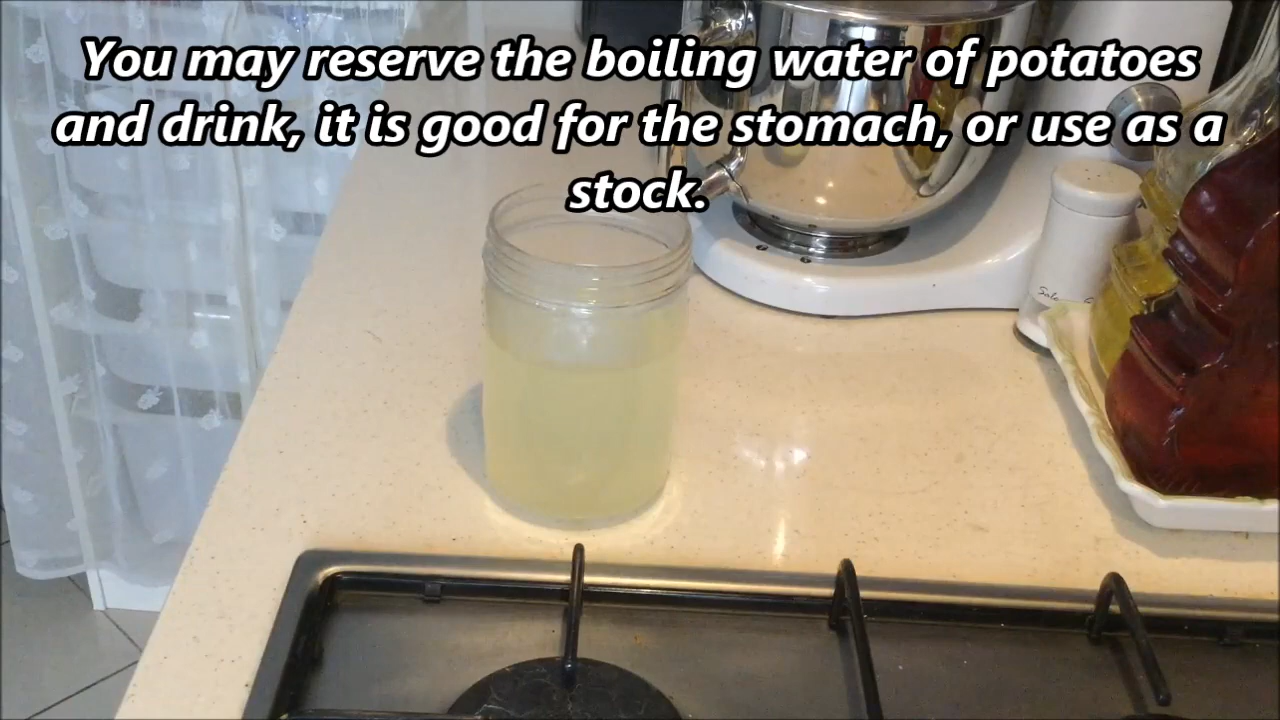 You may reserve the boiling water of potatoes
and drink, it is good for the stomach, or use as a
stock.
Sale